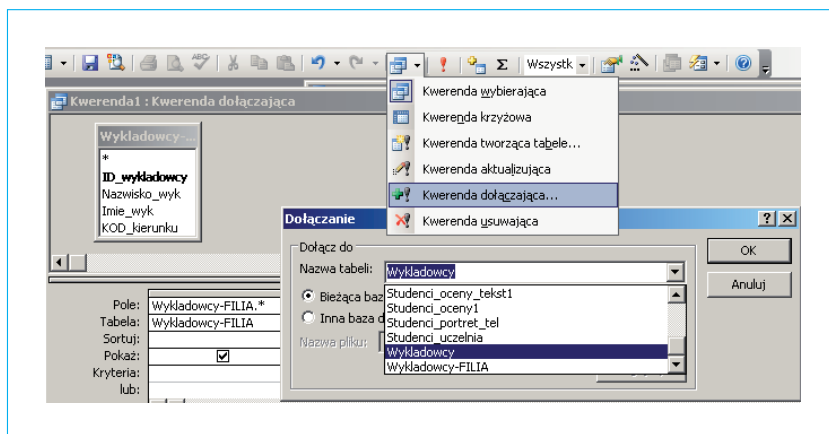 ABC
Wszystk
Kwerenda1 : Kwerenda dołączająca
Kwerenda wybierająca
Kwerenda krzyżowa
Kwerenda tworząca tabele...
Kwerenda aktualizująca
Kwerenda dołączająca...
Kwerenda usuwająca
Wykladowcy-...
*
ID_wykladowcy
Nazwisko_wyk
Imie_wyk
KOD_kierunku
Dołączanie
Dołącz do
Nazwa tabeli: Wykladowcy
OK
Anuluj
Bieżąca baz
Inna baza d
Nazwa pliku:
Studenci_oceny_tekst1
Studenci_oceny1
Studenci_portret_tel
Studenci_uczelnia
Wykladowcy
Wykladowcy-FILIA
Pole: Wykladowcy-FILIA.*
Tabela: Wykladowcy-FILIA
Sortuj:
Pokaż:
Kryteria:
lub: